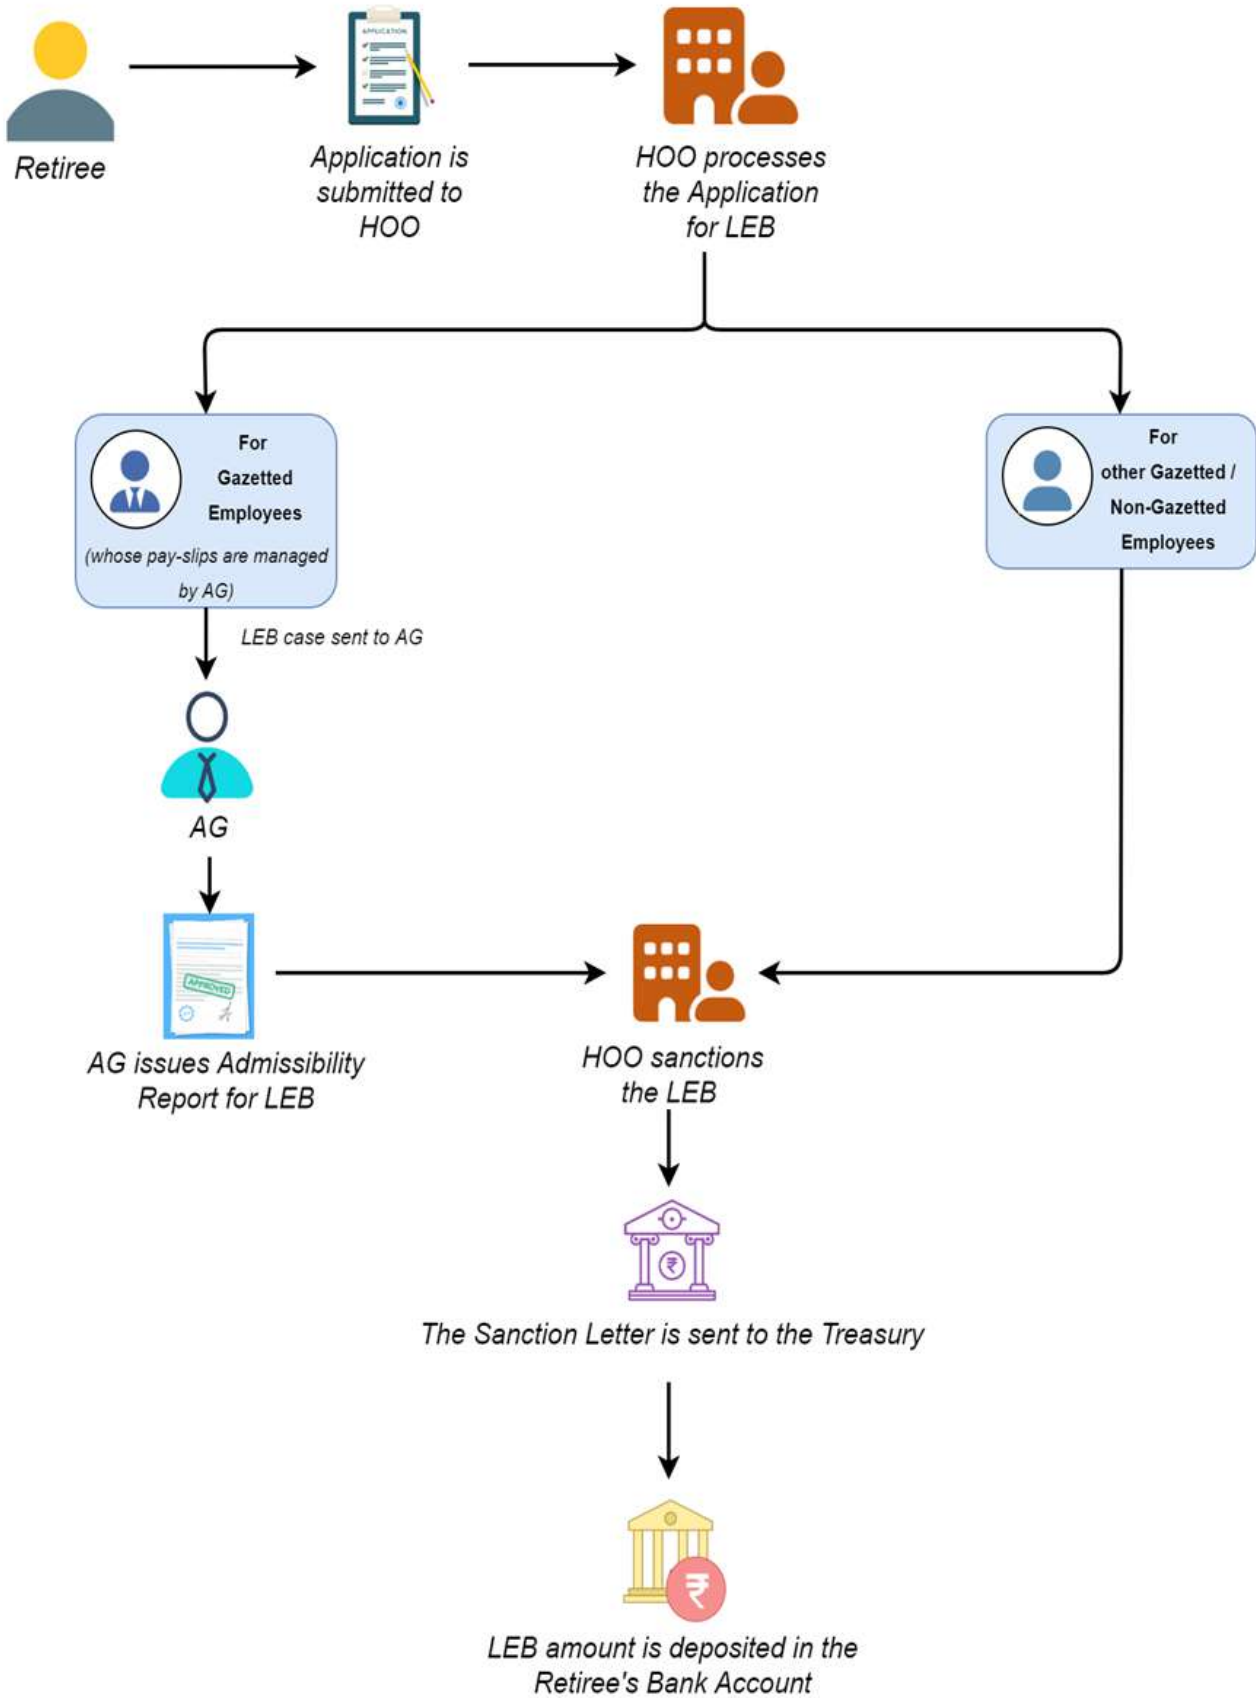 APPLICATION
Retiree
Application is
submitted to
HOO
HOO processes
the Application
for LEB
For
Gazetted
Employees
(whose pay-slips are managed
by AG)
For
other Gazetted /
Non-Gazetted
Employees
LEB case sent to AG
AG
APPROVED
AG issues Admissibility
Report for LEB
HOO sanctions
the LEB
₹
The Sanction Letter is sent to the Treasury
₹
LEB amount is deposited in the
Retiree's Bank Account